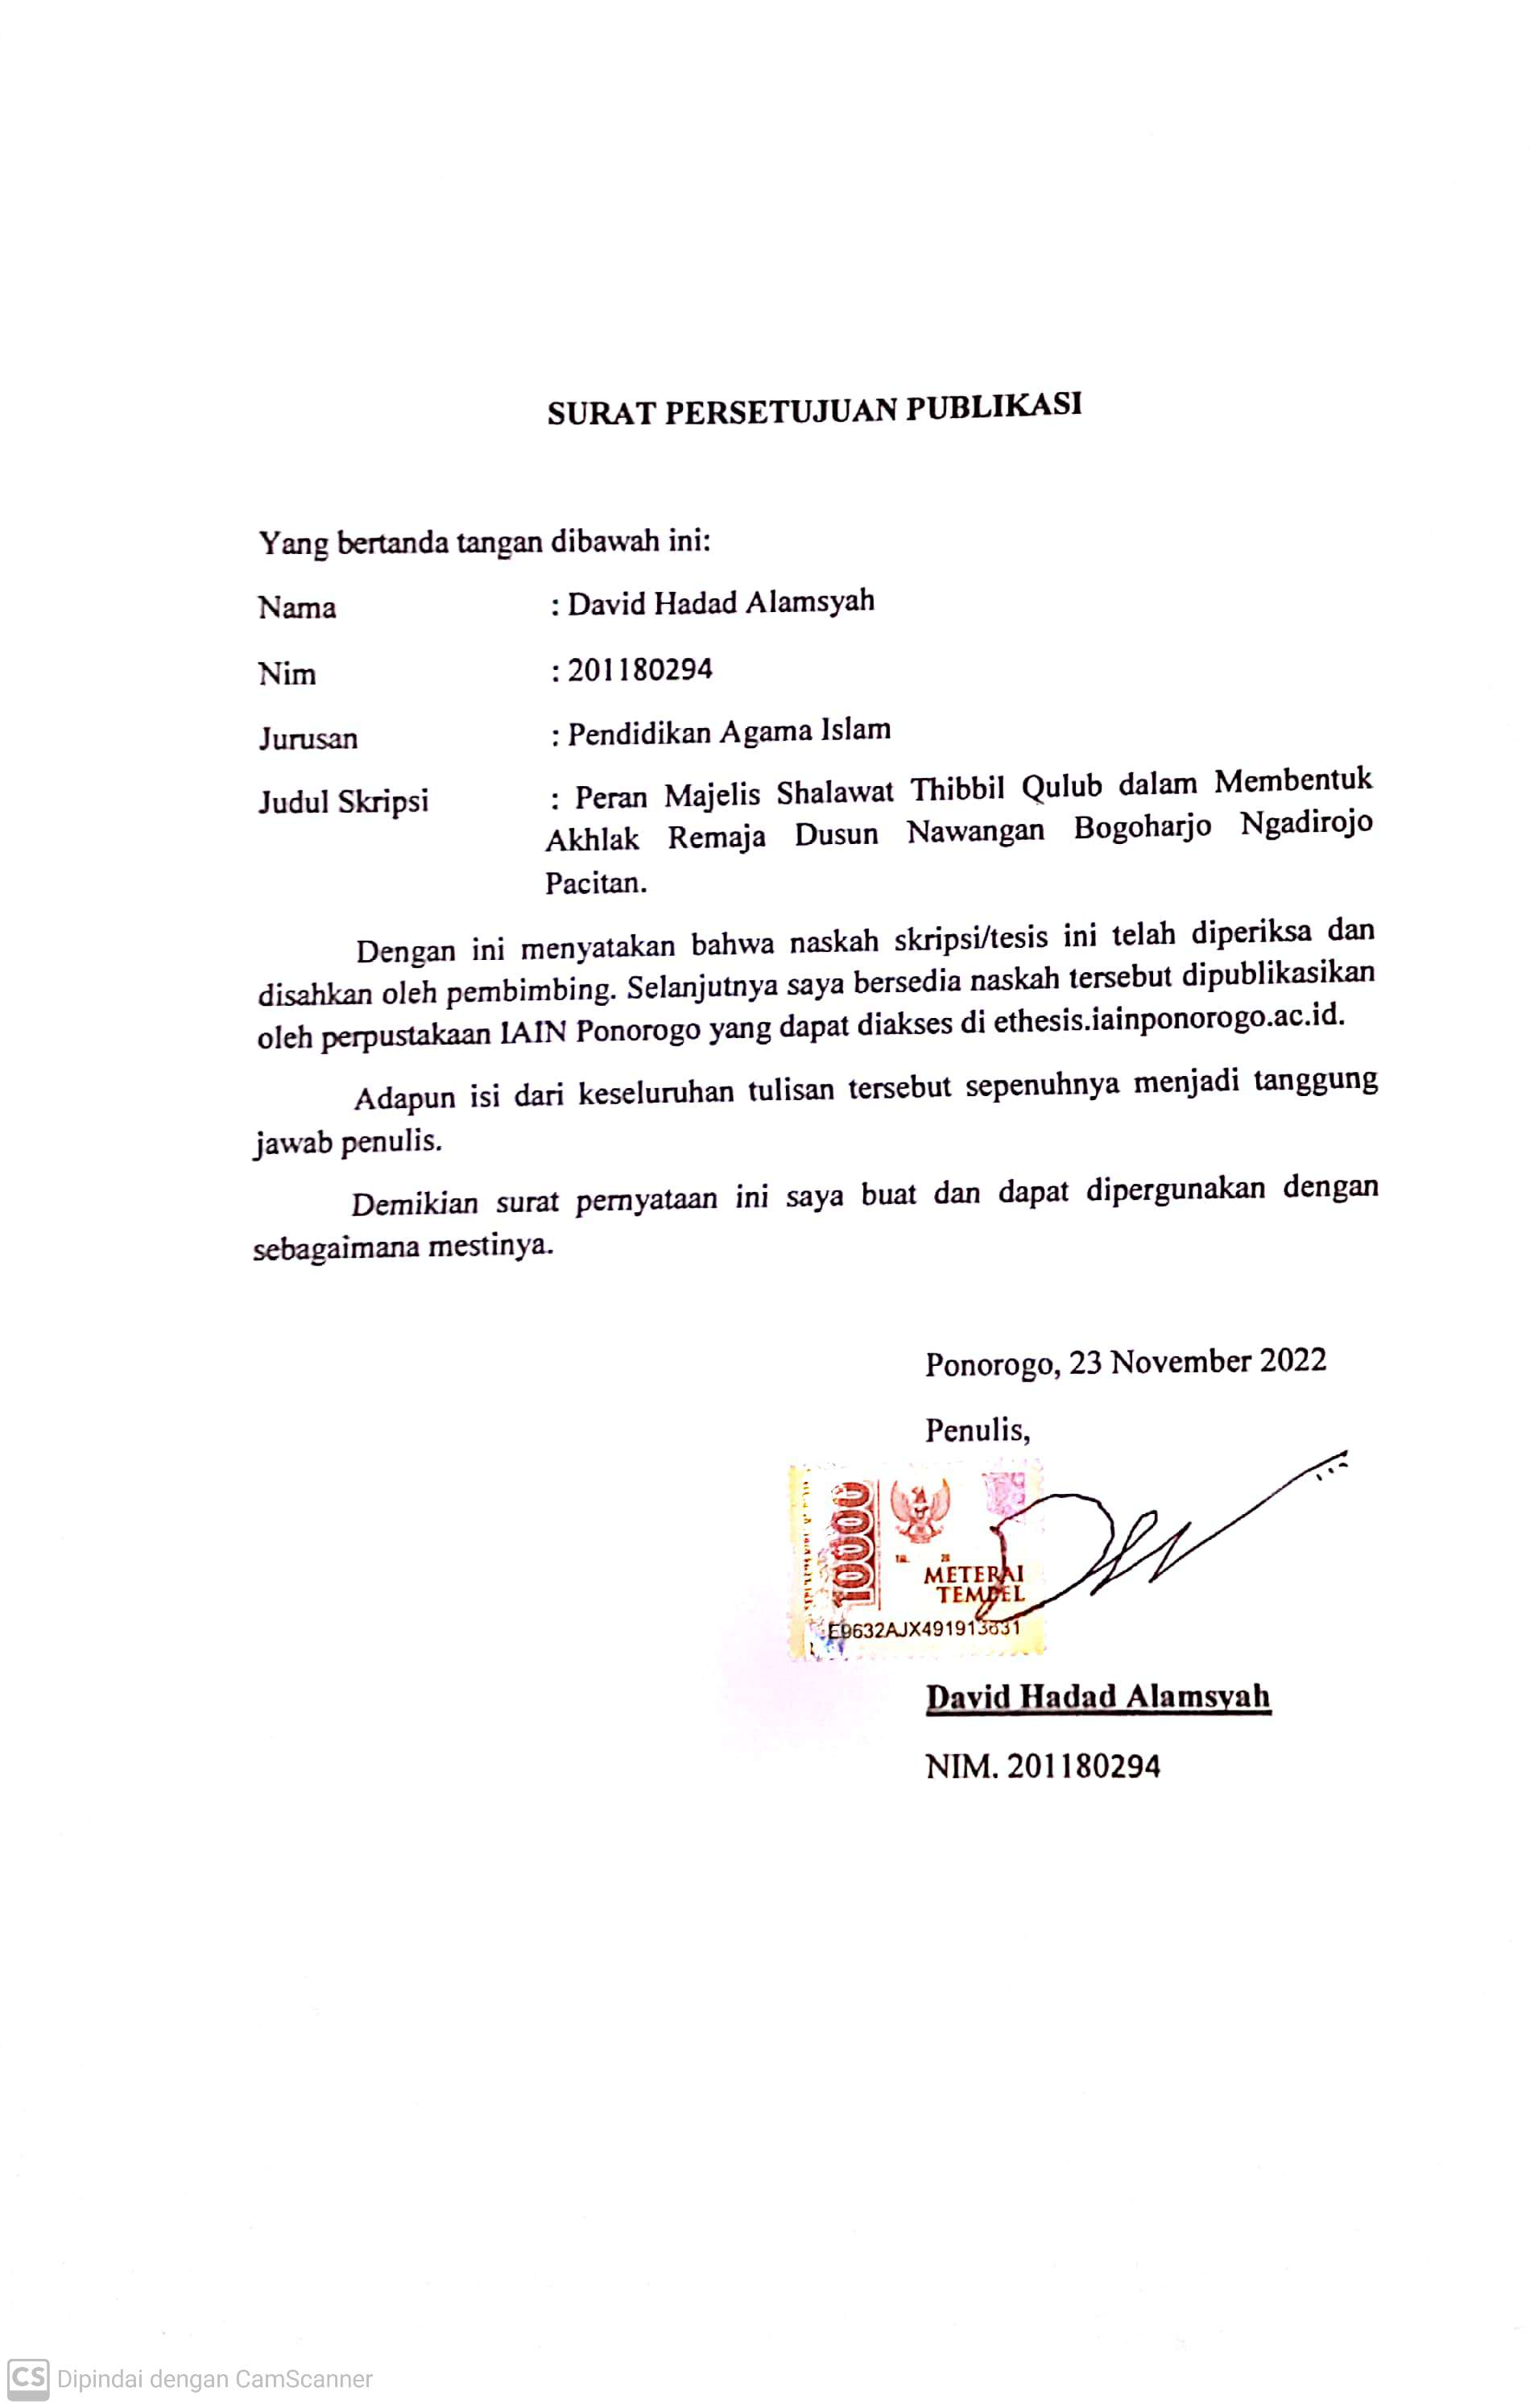 SURAT PERSETUJUAN PUBLIKASI
Yang bertanda tangan dibawah ini:
Nama : David Hadad Alamsyah
Nim : 201180294
Jurusan : Pendidikan Agama Islam
Judul Skripsi : Peran Majelis Shalawat Thibbil Qulub dalam Membentuk
Akhlak Remaja Dusun Nawangan Bogoharjo Ngadirojo
Pacitan.
Dengan ini menyatakan bahwa naskah skripsi/tesis ini telah diperiksa dan
disahkan oleh pembimbing. Selanjutnya saya bersedia naskah tersebut dipublikasikan
oleh perpustakaan IAIN Ponorogo yang dapat diakses di ethesis.iainponorogo.ac.id.
Adapun isi dari keseluruhan tulisan tersebut sepenuhnya menjadi tanggung
jawab penulis.
Demikian surat pernyataan ini saya buat dan dapat dipergunakan dengan
sebagaimana mestinya.
Ponorogo, 23 November 2022
Penulis,
10000
TGL. 20
METERAI
TEMPEL
E9632AJX491913631
David Hadad Alamsyah
NIM. 201180294
CS Dipindai dengan CamScanner